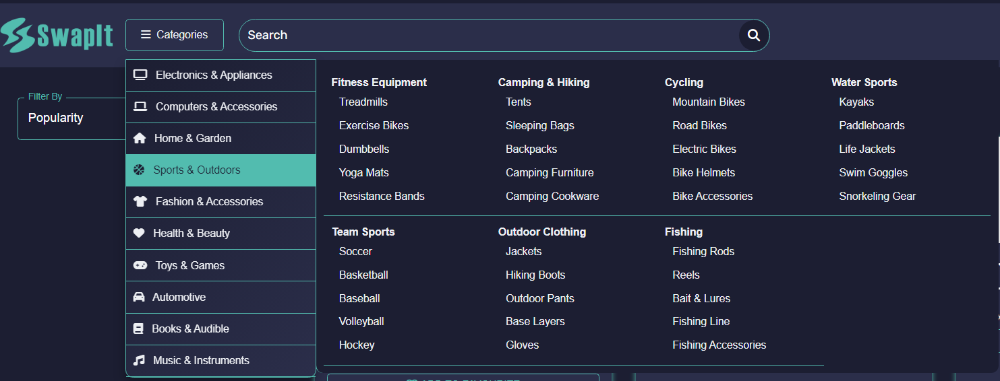 SwapIt
Categories
Search
Filter By
Popularity
Electronics & Appliances
Computers & Accessories
Home & Garden
Sports & Outdoors
Fashion & Accessories
Health & Beauty
Toys & Games
Automotive
Books & Audible
Music & Instruments
Fitness Equipment
Treadmills
Exercise Bikes
Dumbbells
Yoga Mats
Resistance Bands
Camping & Hiking
Tents
Sleeping Bags
Backpacks
Camping Furniture
Camping Cookware
Cycling
Mountain Bikes
Road Bikes
Electric Bikes
Bike Helmets
Bike Accessories
Water Sports
Kayaks
Paddleboards
Life Jackets
Swim Goggles
Snorkeling Gear
Team Sports
Soccer
Basketball
Baseball
Volleyball
Hockey
Outdoor Clothing
Jackets
Hiking Boots
Outdoor Pants
Base Layers
Gloves
Fishing
Fishing Rods
Reels
Bait & Lures
Fishing Line
Fishing Accessories